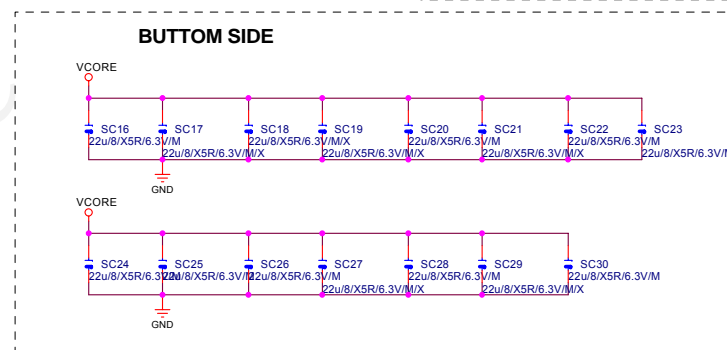 BUTTOM SIDE
VCORE
SC16 SC17 SC18 SC19 SC20 SC21 SC22 SC23
22u/8/X5R/6.3V/M 22u/8/X5R/6.3V/M/X 22u/8/X5R/6.3V/M 22u/8/X5R/6.3V/M
22u/8/X5R/6.3V/M/X 22u/8/X5R/6.3V/M/X 22u/8/X5R/6.3V/M/X 22u/8/X5R/6.3V/M
GND
VCORE
SC24 SC25 SC26 SC27 SC28 SC29 SC30
22u/8/X5R/6.3V/M 22u/8/X5R/6.3V/M 22u/8/X5R/6.3V/M 22u/8/X5R/6.3V/M 22u/8/X5R/6.3V/M
22u/8/X5R/6.3V/M/X 22u/8/X5R/6.3V/M/X
GND